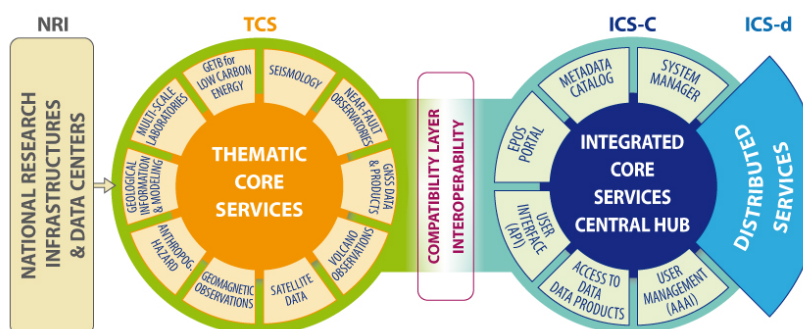 NRI
TCS
ICS-C
ICS-d
NATIONAL RESEARCH
INFRASTRUCTURES
& DATA CENTERS
THEMATIC
CORE
SERVICES
SEISMOLOGY
NEAR-FAULT
OBSERVATORIES
GNSS DATA
& PRODUCTS
VOLCANO
OBSERVATIONS
SATELLITE
DATA
GEOMAGNETIC
OBSERVATIONS
ANTHROPOG.
HAZARD
GEOLOGICAL
INFORMATION
& MODELING
MULTI-SCALE
LABORATORIES
GETB for
LOW CARBON
ENERGY
COMPATIBILITY LAYER
INTEROPERABILITY
INTEGRATED
CORE
SERVICES
CENTRAL HUB
METADATA
CATALOG
SYSTEM
MANAGER
EPOS
PORTAL
USER
INTERFACE
(API)
ACCESS TO
DATA
DATA PRODUCTS
USER
MANAGEMENT
(AAAI)
DISTRIBUTED
SERVICES